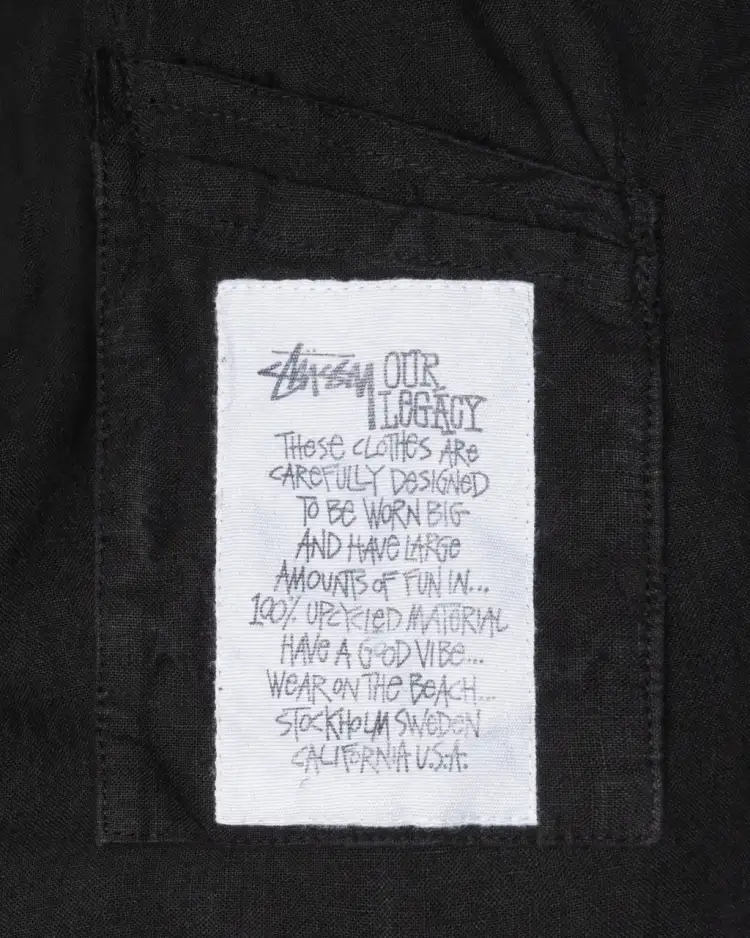 STÜSSY OUR
LEGACY
THESE CLOTHES ARE
CAREFULLY DESIGNED
TO BE WORN BIG
AND HAVE LARGE
AMOUNTS OF FUN IN...
100% UPCYCLED MATERIAL
HAVE A GOOD VIBE...
WEAR ON THE BEACH...
STOCKHOLM SWEDEN
CALIFORNIA U.S.A.